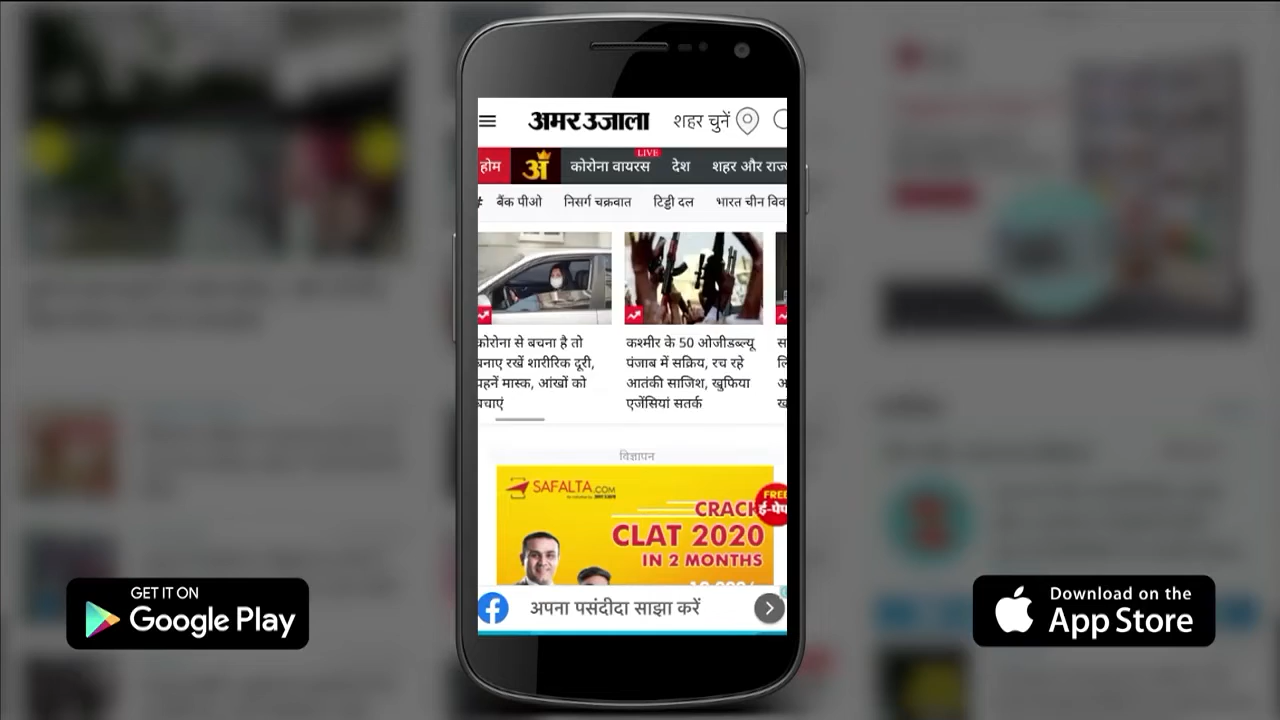 अमर उजाला
शहर चुनें
LIVE
होम
अ
कोरोना वायरस
देश
शहर और
# बैंक पीओ
निसर्ग चक्रवात
टिड्डी दल
भारत चीन
कोरोना से बचना है तो
बनाए रखें शारीरिक दूरी,
पहनें मास्क, आंखों को
बचाएं
कश्मीर के 50 ओजीडब्ल्यू
पंजाब में सक्रिय, रच रहे
आतंकी साजिश, खुफिया
एजेंसियां सतर्क
विज्ञापन
SAFALTA.COM
CRACK
CLAT 2020
IN 2 MONTHS
FREE
अपना पसंदीदा साझा करें
GET IT ON
Google Play
Download on the
App Store